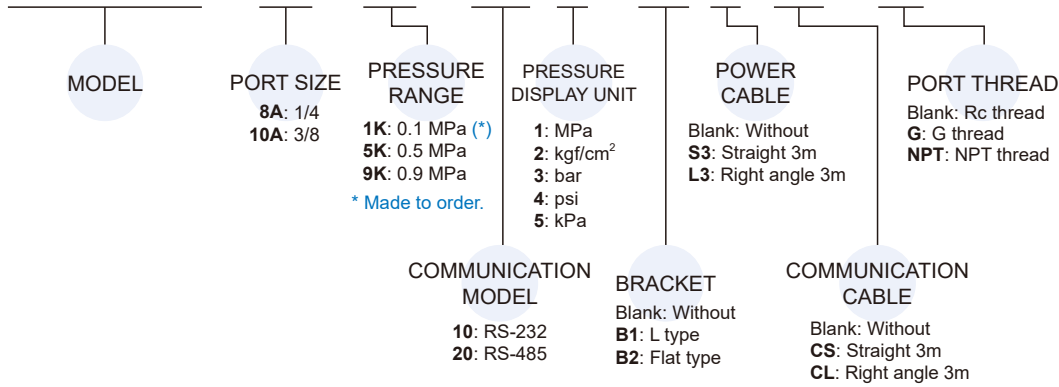 MODEL
PORT SIZE
8A: 1/4
10A: 3/8
PRESSURE
RANGE
1K: 0.1 MPa (*)
5K: 0.5 MPa
9K: 0.9 MPa
* Made to order.
PRESSURE
DISPLAY UNIT
1: MPa
2: kgf/cm²
3: bar
4: psi
5: kPa
POWER
CABLE
Blank: Without
S3: Straight 3m
L3: Right angle 3m
PORT THREAD
Blank: Rc thread
G: G thread
NPT: NPT thread
COMMUNICATION
MODEL
10: RS-232
20: RS-485
BRACKET
Blank: Without
B1: L type
B2: Flat type
COMMUNICATION
CABLE
Blank: Without
CS: Straight 3m
CL: Right angle 3m